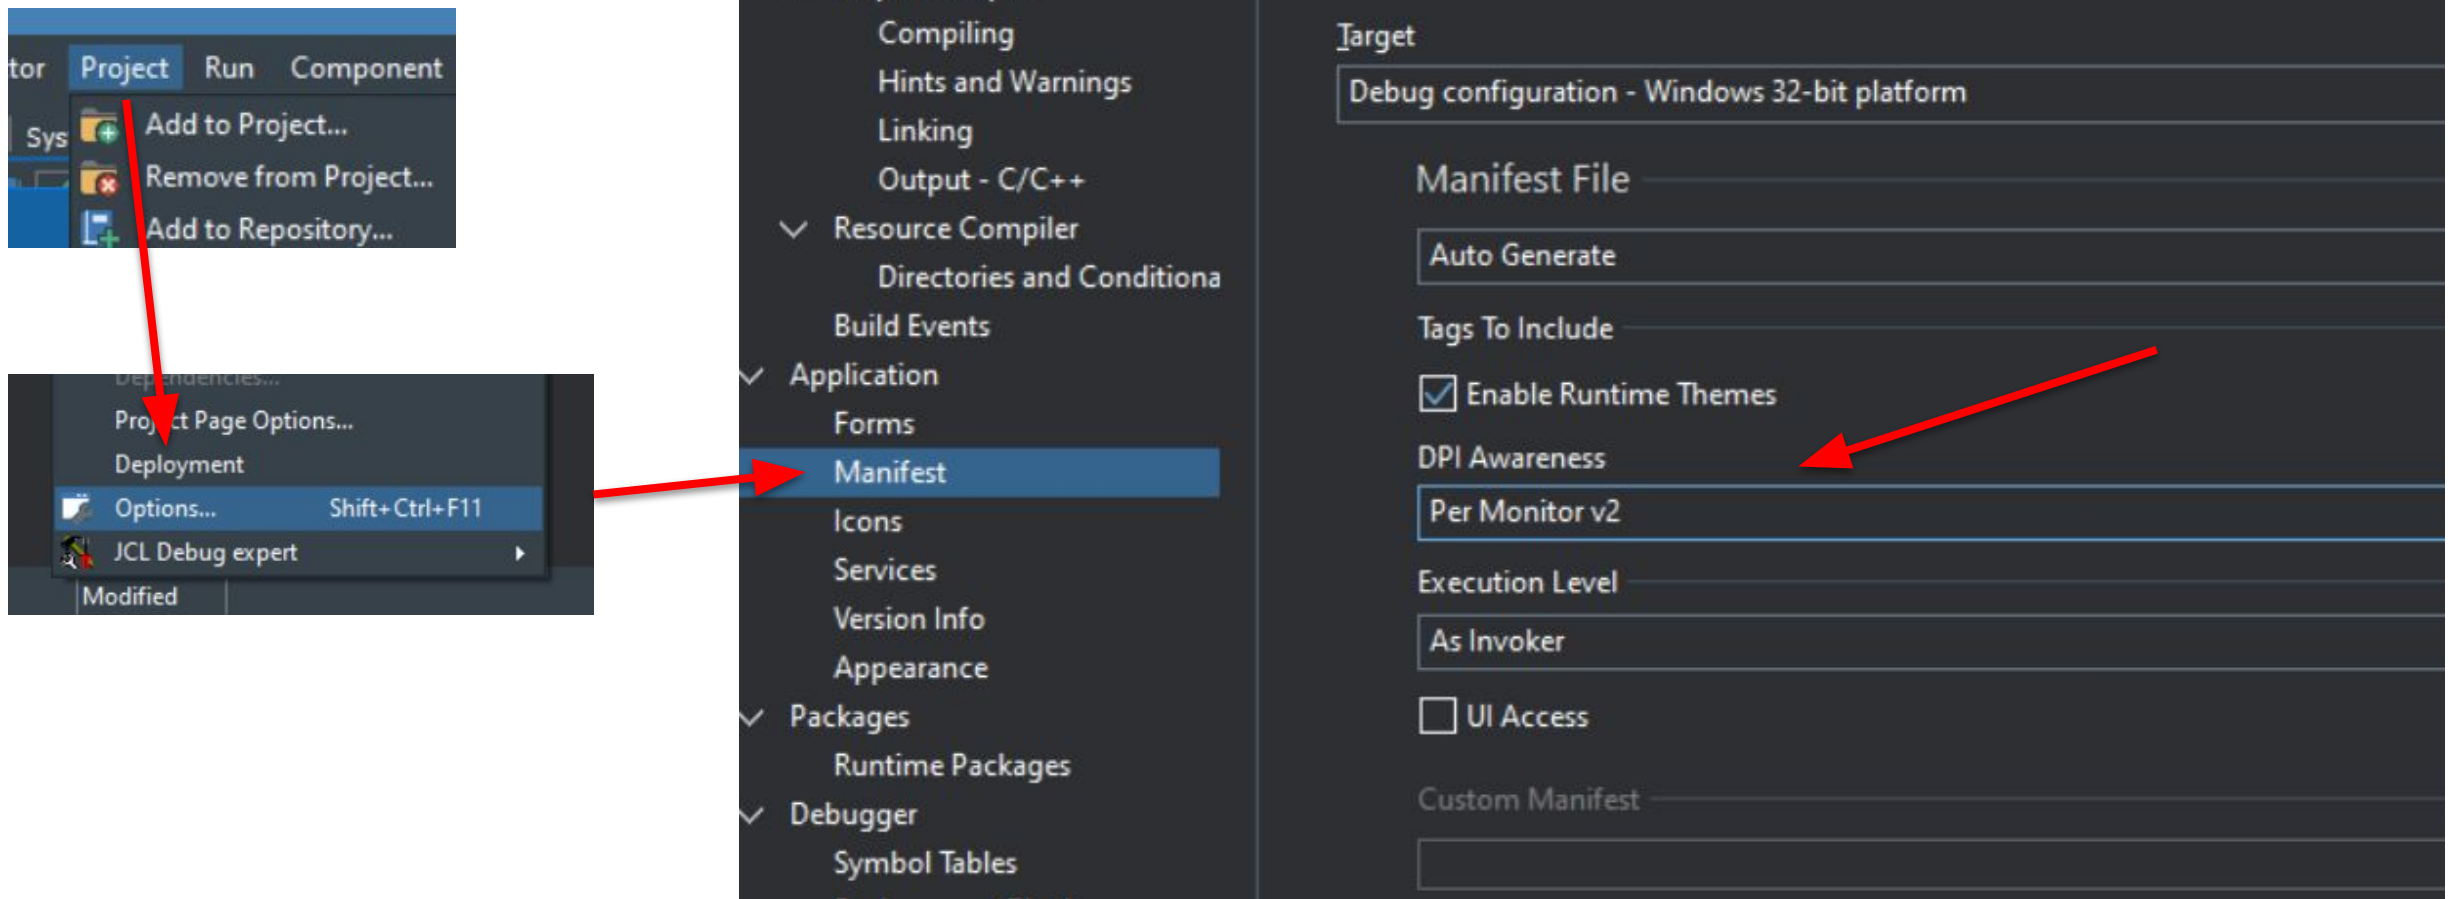 tor Project Run Component
Sys
Add to Project...
Remove from Project...
Add to Repository...
Dependencies...
Project Page Options...
Deployment
Options... Shift+Ctrl+F11
JCL Debug expert
Modified
Compiling
Hints and Warnings
Linking
Output - C/C++
Resource Compiler
Directories and Conditiona
Build Events
Application
Forms
Manifest
Icons
Services
Version Info
Appearance
Packages
Runtime Packages
Debugger
Symbol Tables
Target
Debug configuration - Windows 32-bit platform
Manifest File
Auto Generate
Tags To Include
Enable Runtime Themes
DPI Awareness
Per Monitor v2
Execution Level
As Invoker
UI Access
Custom Manifest